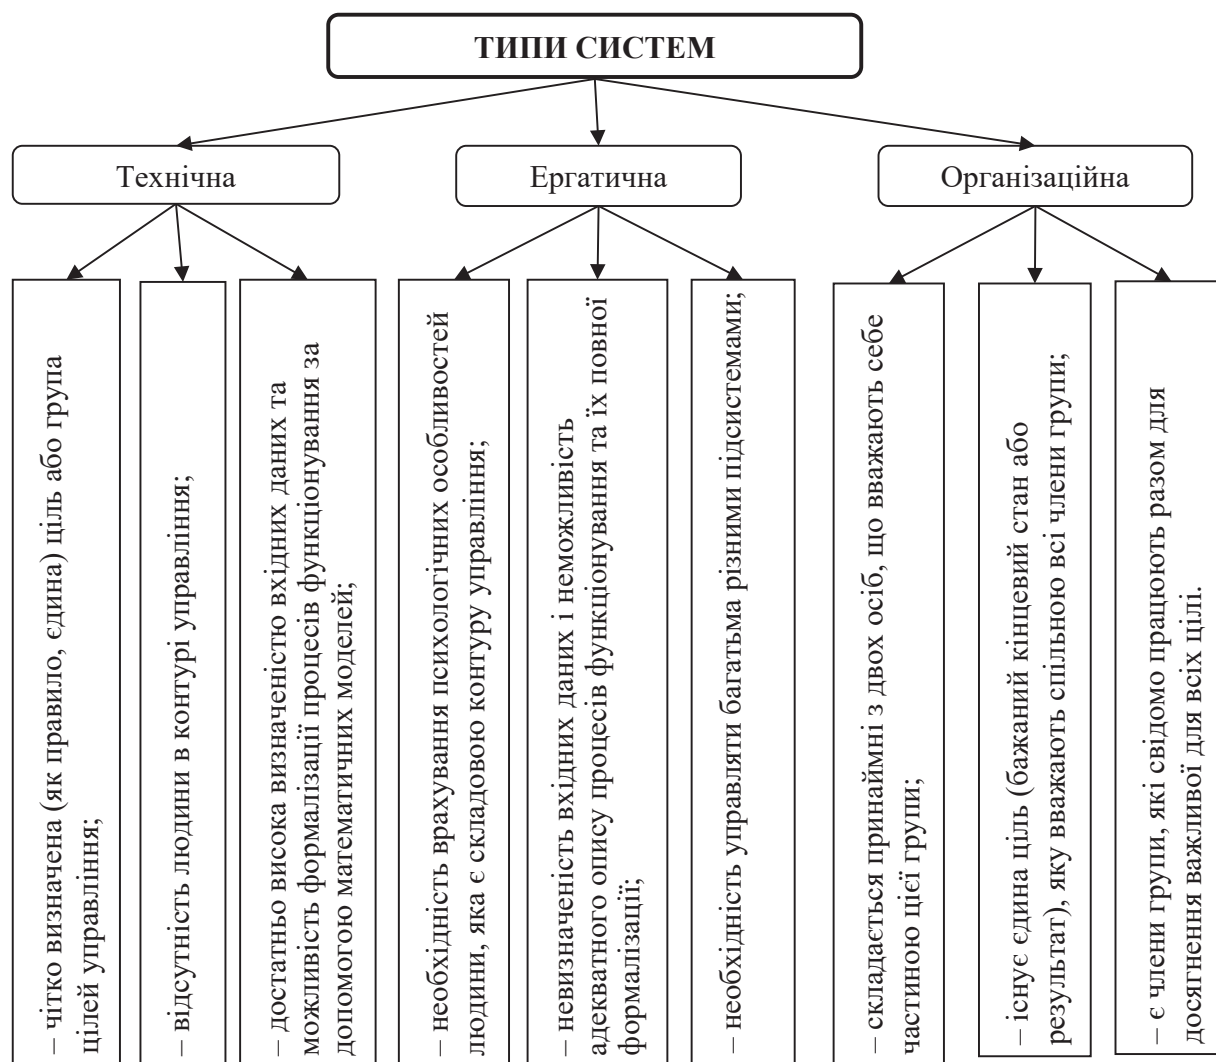 ТИПИ СИСТЕМ
Технічна
Ергатична
Організаційна
– чітко визначена (як правило, єдина) ціль або група
цілей управління;
– відсутність людини в контурі управління;
– достатньо висока визначеністю вхідних даних та
можливість формалізації процесів функціонування за
допомогою математичних моделей;
– необхідність врахування психологічних особливостей
людини, яка є складовою контуру управління;
– невизначеність вхідних даних і неможливість
адекватного опису процесів функціонування та їх повної
формалізації;
– необхідність управляти багатьма різними підсистемами;
– складається принаймні з двох осіб, що вважають себе
частиною цієї групи;
– існує єдина ціль (бажаний кінцевий стан або
результат), яку вважають спільною всі члени групи;
– є члени групи, які свідомо працюють разом для
досягнення важливої для всіх цілі.